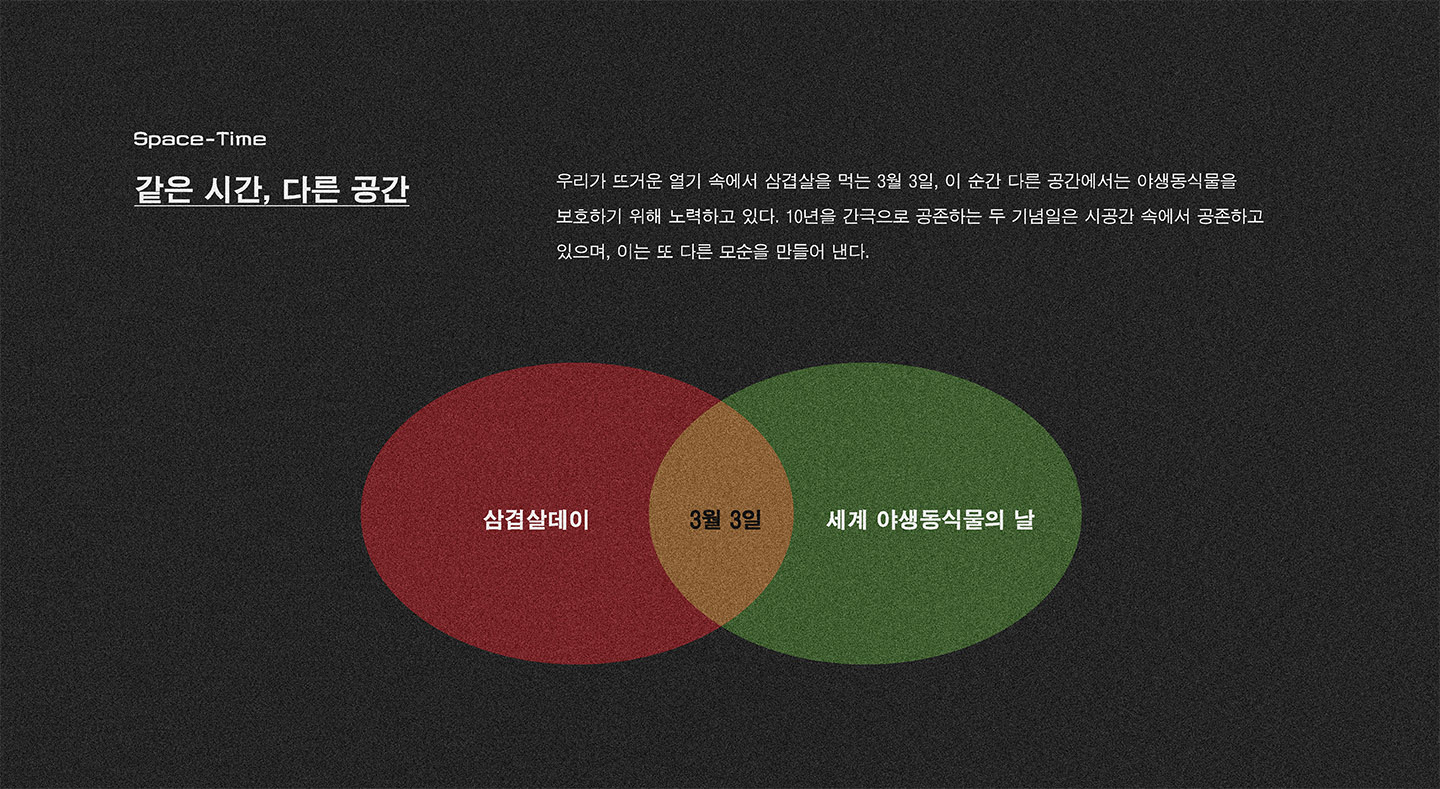 Space-Time
같은 시간, 다른 공간
우리가 뜨거운 열기 속에서 삼겹살을 먹는 3월 3일, 이 순간 다른 공간에서는 야생동식물을
보호하기 위해 노력하고 있다. 10년을 간극으로 공존하는 두 기념일은 시공간 속에서 공존하고
있으며, 이는 또 다른 모순을 만들어 낸다.
삼겹살데이
3월 3일
세계 야생동식물의 날